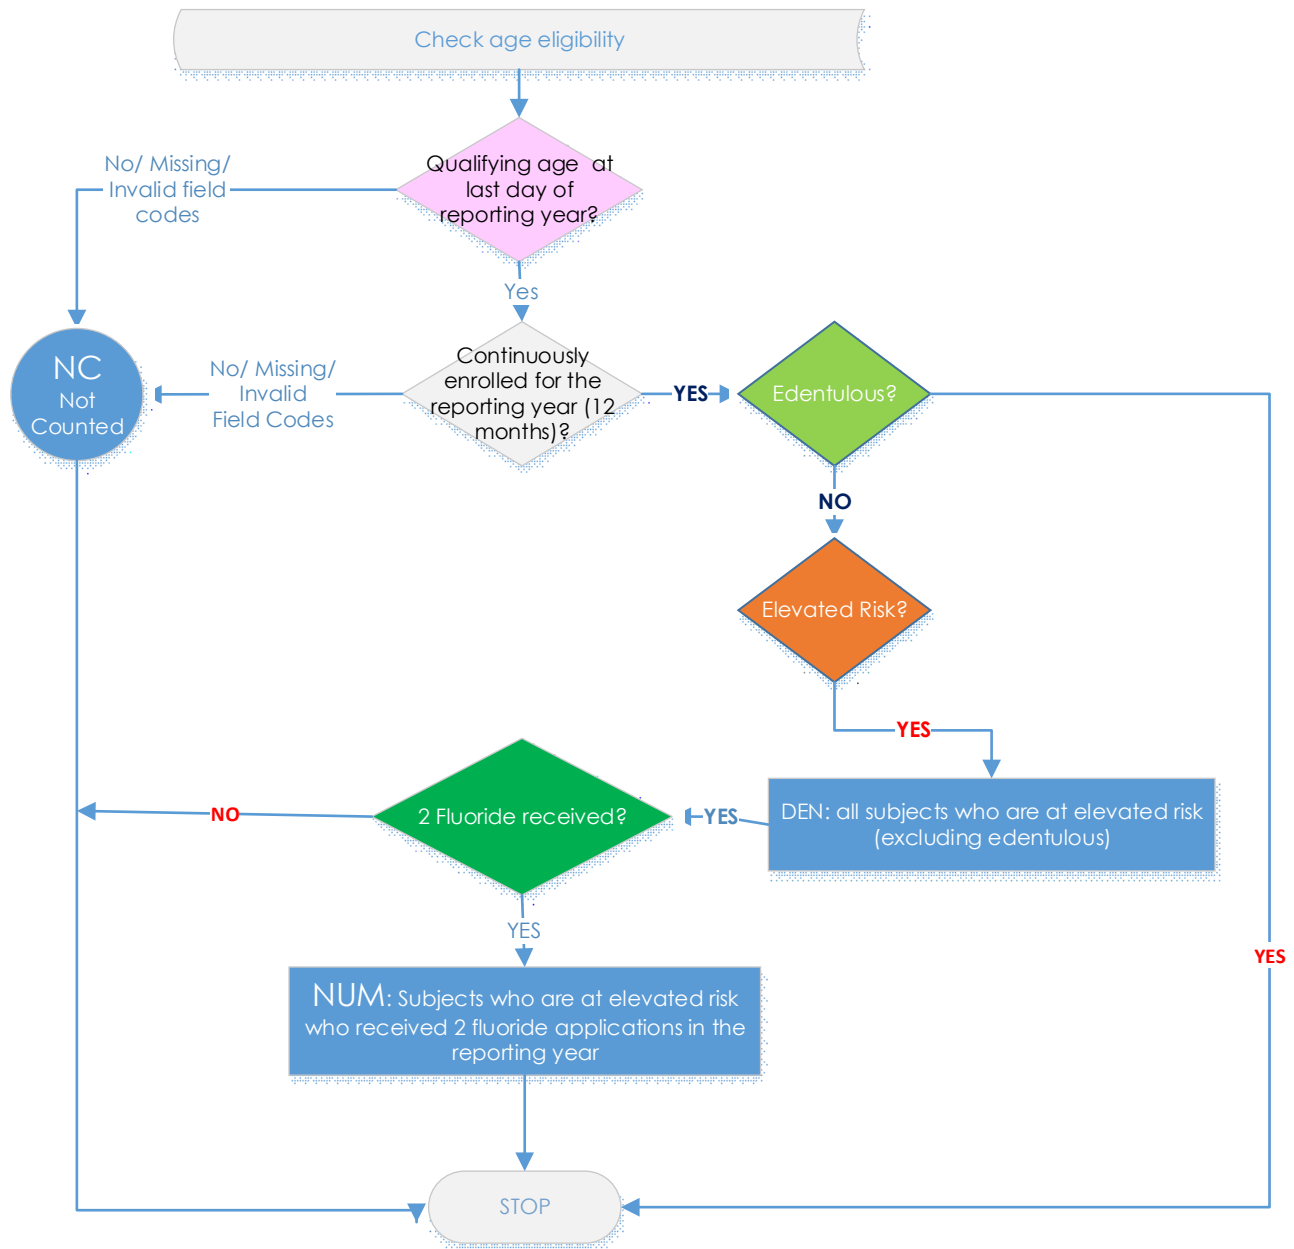 Check age eligibility
Qualifying age at
last day of
reporting year?
No/ Missing/
Invalid field
codes
Yes
NC
Not
Counted
No/ Missing/
Invalid
Field Codes
Continuously
enrolled for the
reporting year (12
months)?
YES
Edentulous?
NO
Elevated Risk?
YES
DEN: all subjects who are at elevated risk
(excluding edentulous)
YES
2 Fluoride received?
NO
YES
YES
NUM: Subjects who are at elevated risk
who received 2 fluoride applications in the
reporting year
STOP